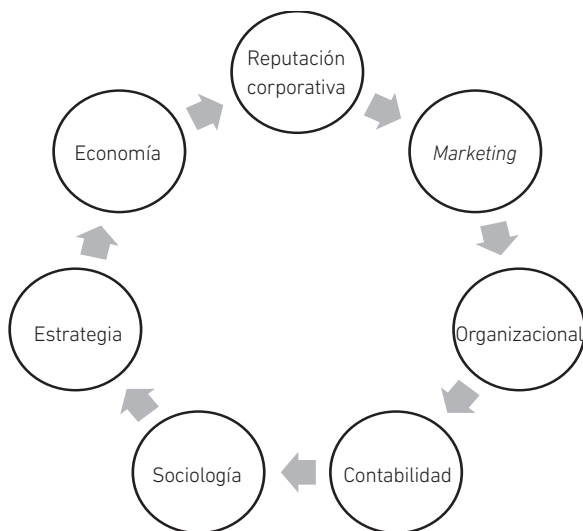 Reputación
corporativa
Marketing
Organizacional
Contabilidad
Sociología
Estrategia
Economía